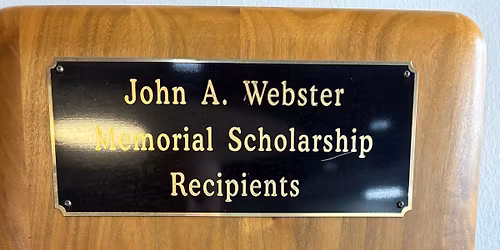 John A. Webster
Memorial Scholarship
Recipients